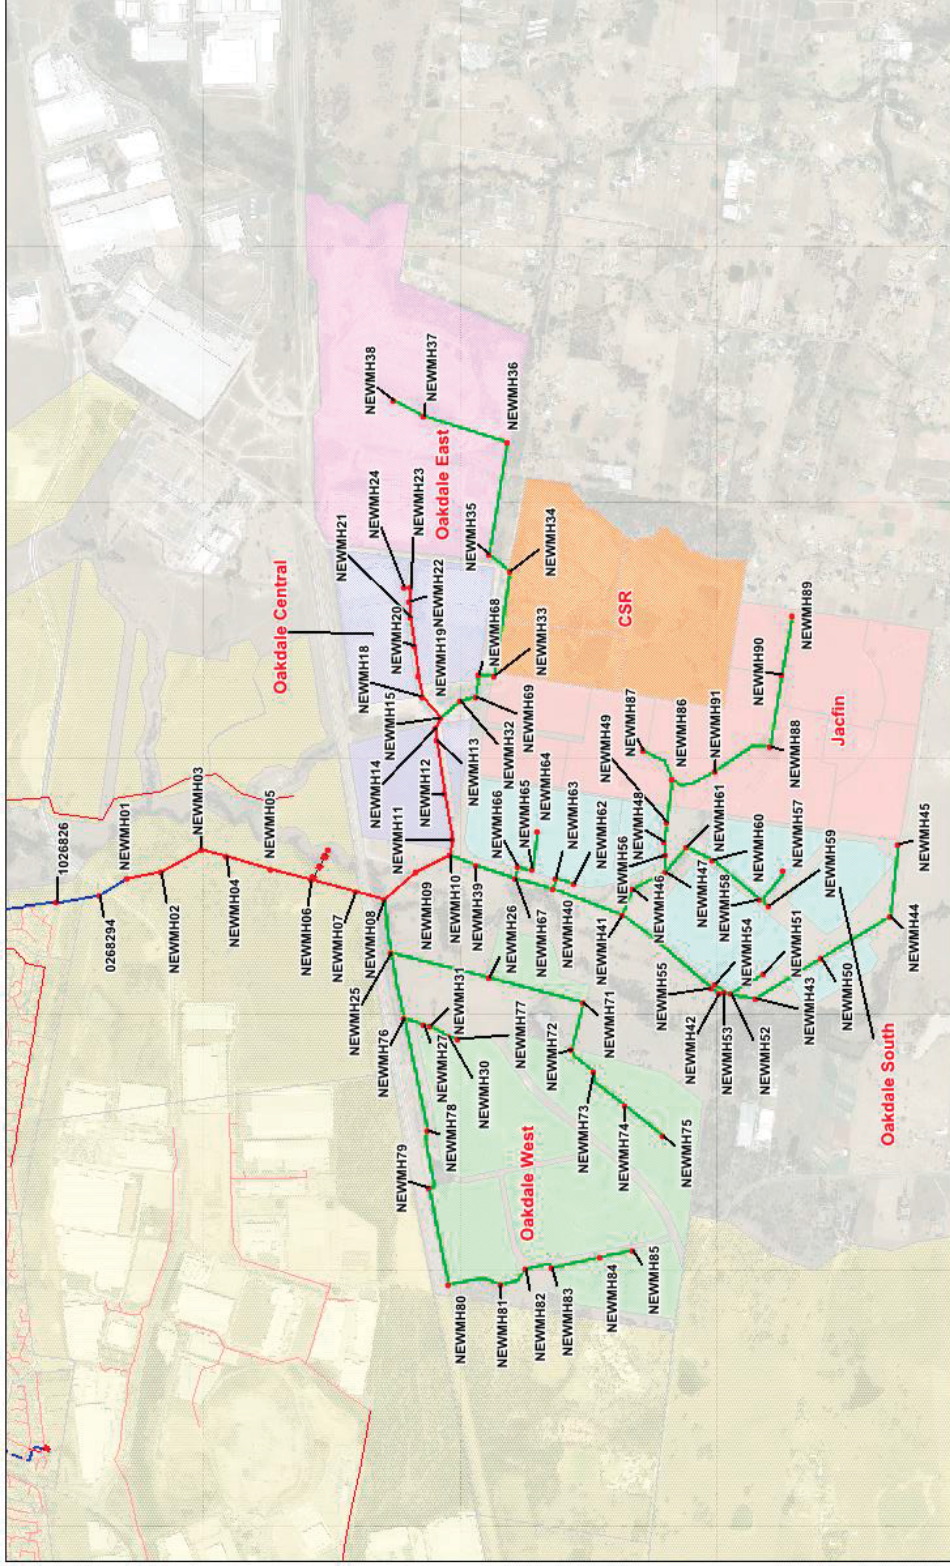 1026826
0268294
NEWMH01
NEWMH02
NEWMH03
NEWMH04
NEWMH05
NEWMH06
NEWMH07
NEWMH08
NEWMH09
NEWMH10
NEWMH11
NEWMH12
NEWMH13
NEWMH14
NEWMH15
NEWMH18
NEWMH19
NEWMH20
NEWMH21
NEWMH22
NEWMH23
NEWMH24
Oakdale Central
Oakdale East
NEWMH38
NEWMH37
NEWMH36
NEWMH35
NEWMH34
NEWMH33
NEWMH68
NEWMH69
NEWMH32
CSR
NEWMH25
NEWMH76
NEWMH27
NEWMH31
NEWMH30
NEWMH77
NEWMH78
NEWMH79
NEWMH80
NEWMH81
NEWMH82
NEWMH83
NEWMH84
NEWMH85
Oakdale West
NEWMH26
NEWMH71
NEWMH72
NEWMH73
NEWMH74
NEWMH75
NEWMH39
NEWMH66
NEWMH65
NEWMH64
NEWMH67
NEWMH63
NEWMH62
NEWMH40
NEWMH41
NEWMH56
NEWMH46
NEWMH47
NEWMH48
NEWMH49
NEWMH87
NEWMH86
NEWMH91
NEWMH90
NEWMH89
NEWMH88
Jacfin
NEWMH61
NEWMH58
NEWMH60
NEWMH57
NEWMH59
NEWMH55
NEWMH54
NEWMH42
NEWMH53
NEWMH52
NEWMH51
NEWMH43
NEWMH50
NEWMH44
NEWMH45
Oakdale South